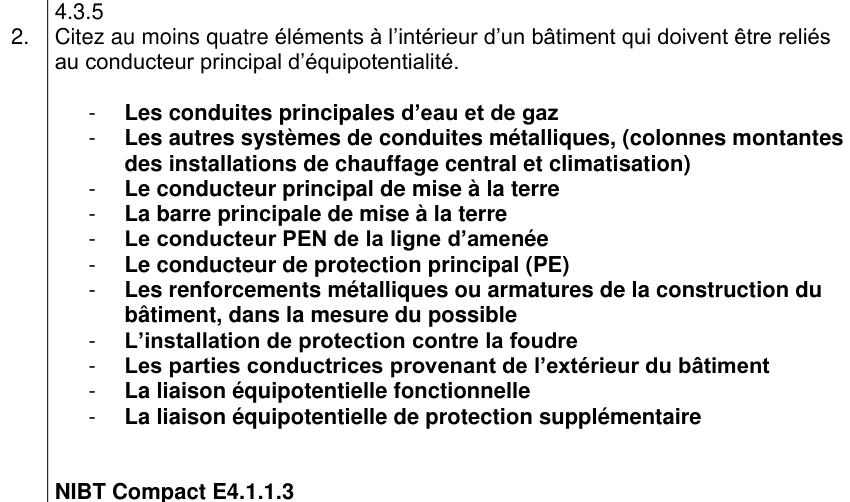 4.3.5
2. Citez au moins quatre éléments à l'intérieur d'un bâtiment qui doivent être reliés
au conducteur principal d'équipotentialité.
- Les conduites principales d'eau et de gaz
- Les autres systèmes de conduites métalliques, (colonnes montantes
des installations de chauffage central et climatisation)
- Le conducteur principal de mise à la terre
- La barre principale de mise à la terre
- Le conducteur PEN de la ligne d'amenée
- Le conducteur de protection principal (PE)
- Les renforcements métalliques ou armatures de la construction du
bâtiment, dans la mesure du possible
- L'installation de protection contre la foudre
- Les parties conductrices provenant de l'extérieur du bâtiment
- La liaison équipotentielle fonctionnelle
- La liaison équipotentielle de protection supplémentaire
NIBT Compact E4.1.1.3